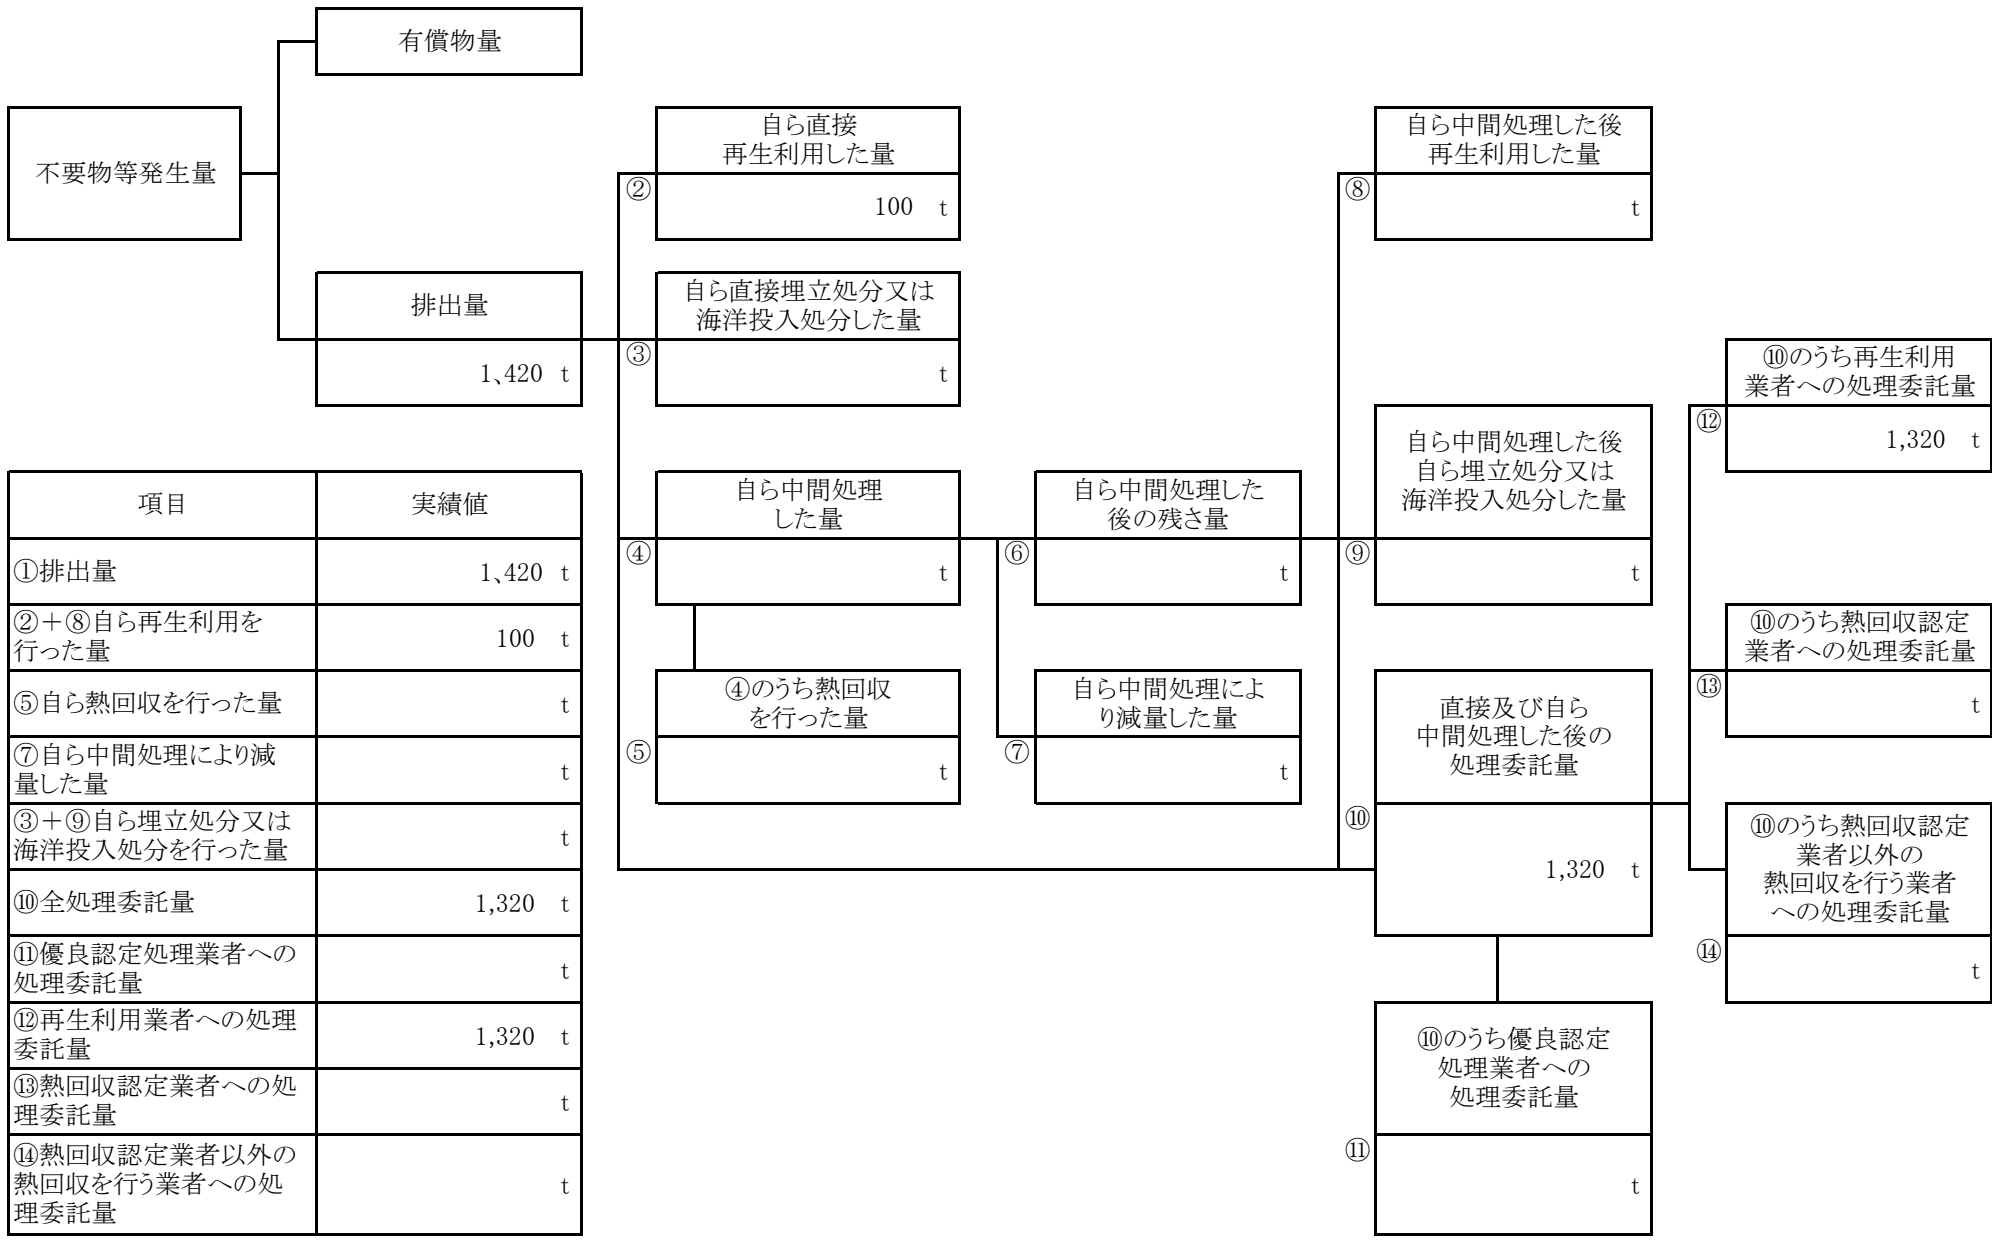 有償物量
不要物等発生量
排出量
1、420 t
自ら直接
再生利用した量
②
100 t
自ら直接埋立処分又は
海洋投入処分した量
③
t
自ら中間処理
した量
④
t
④のうち熱回収
を行った量
⑤
t
自ら中間処理した
後の残さ量
⑥
t
自ら中間処理によ
り減量した量
⑦
t
自ら中間処理した後
再生利用した量
⑧
t
自ら中間処理した後
自ら埋立処分又は
海洋投入処分した量
⑨
t
直接及び自ら
中間処理した後の
処理委託量
⑩
1,320 t
⑩のうち優良認定
処理業者への
処理委託量
⑪
t
⑩のうち再生利用
業者への処理委託量
⑫
1,320 t
⑩のうち熱回収認定
業者への処理委託量
⑬
t
⑩のうち熱回収認定
業者以外の
熱回収を行う業者
への処理委託量
⑭
t
項目 実績値
①排出量 1、420 t
②＋⑧自ら再生利用を
行った量 100 t
⑤自ら熱回収を行った量 t
⑦自ら中間処理により減
量した量 t
③＋⑨自ら埋立処分又は
海洋投入処分を行った量 t
⑩全処理委託量 1,320 t
⑪優良認定処理業者への
処理委託量 t
⑫再生利用業者への処理
委託量 1,320 t
⑬熱回収認定業者への処
理委託量 t
⑭熱回収認定業者以外の
熱回収を行う業者への処
理委託量 t